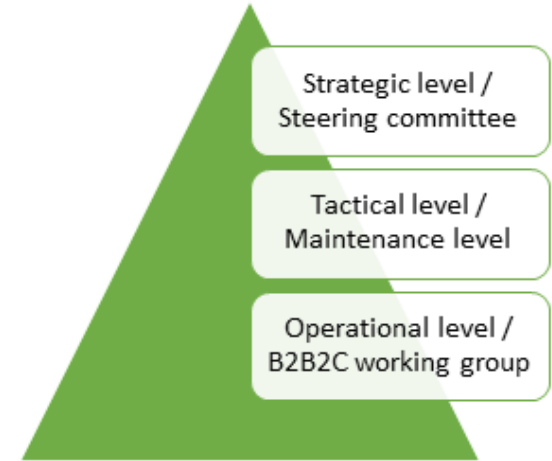 Strategic level /
Steering committee
Tactical level /
Maintenance level
Operational level /
B2B2C working group